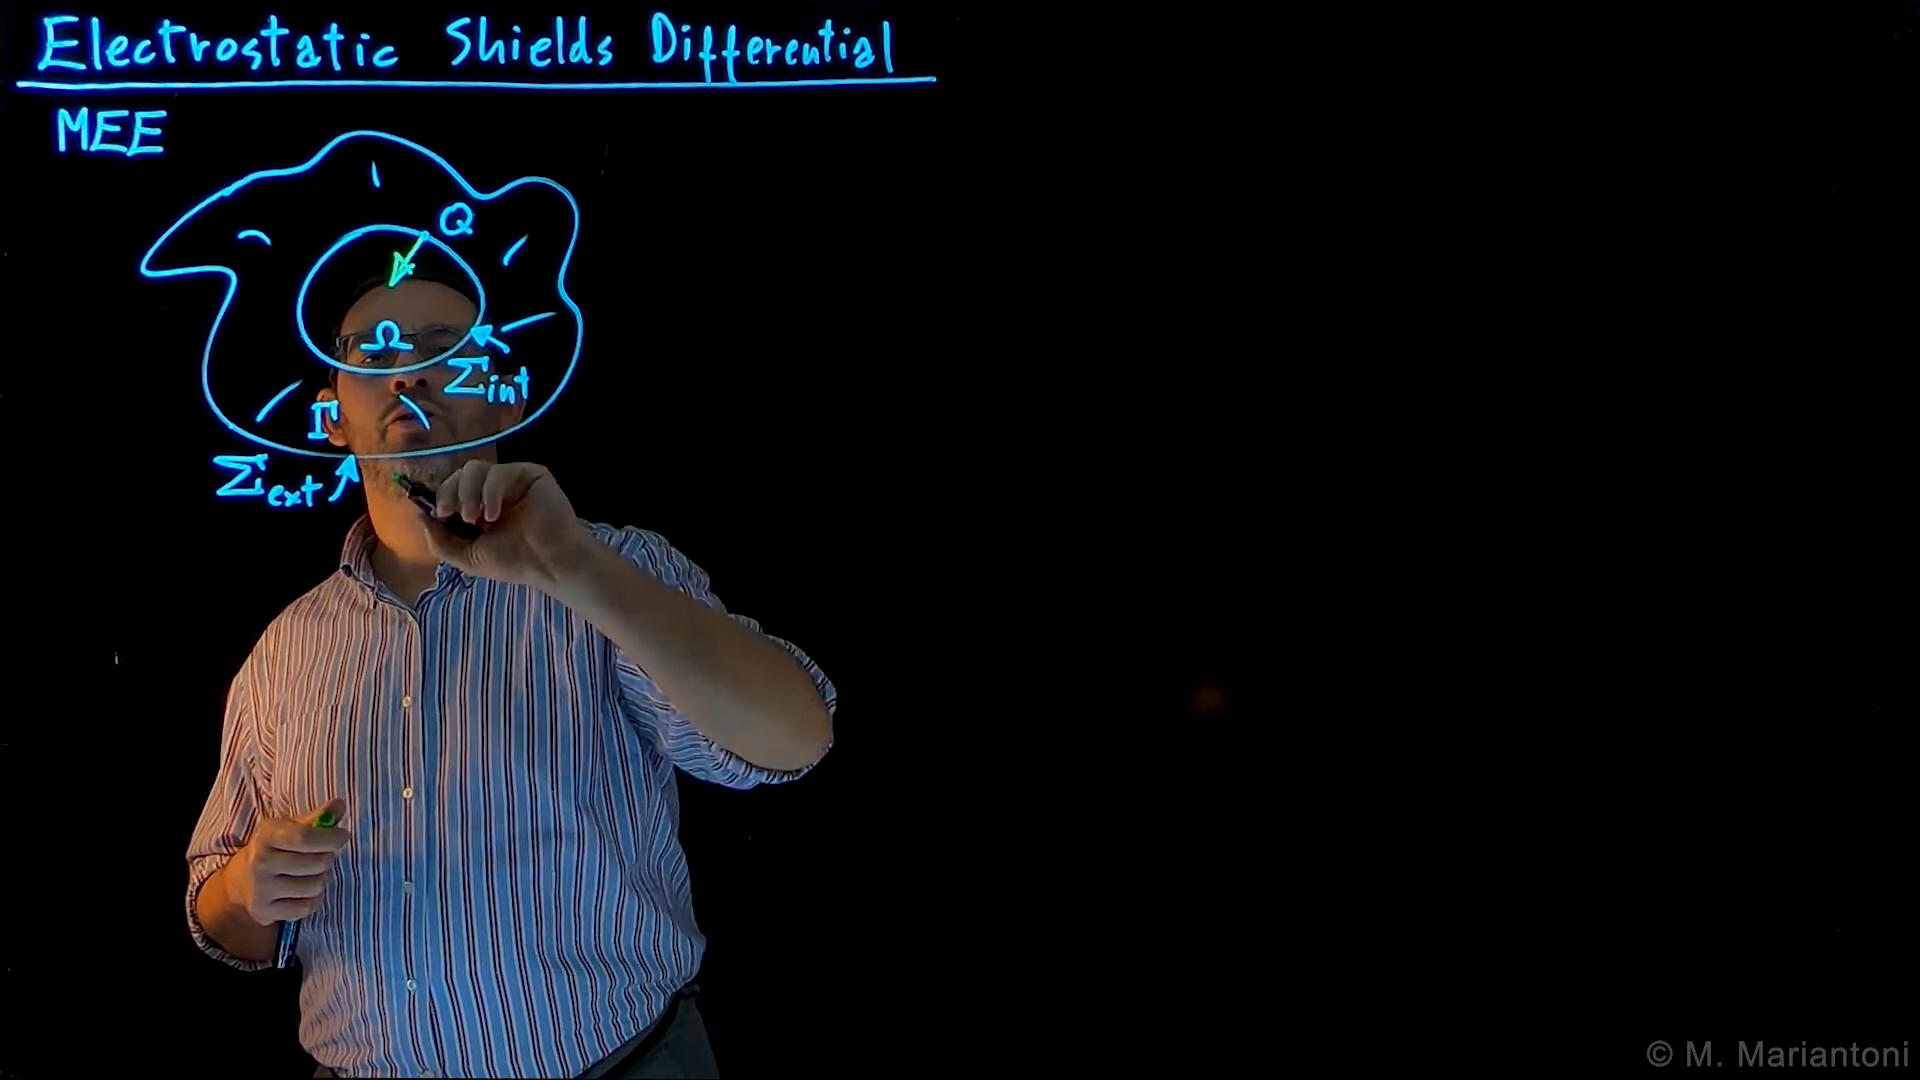 Electrostatic Shields Differential
MEE
Q
Ω
Σint
Γ
Σext
© M. Mariantoni